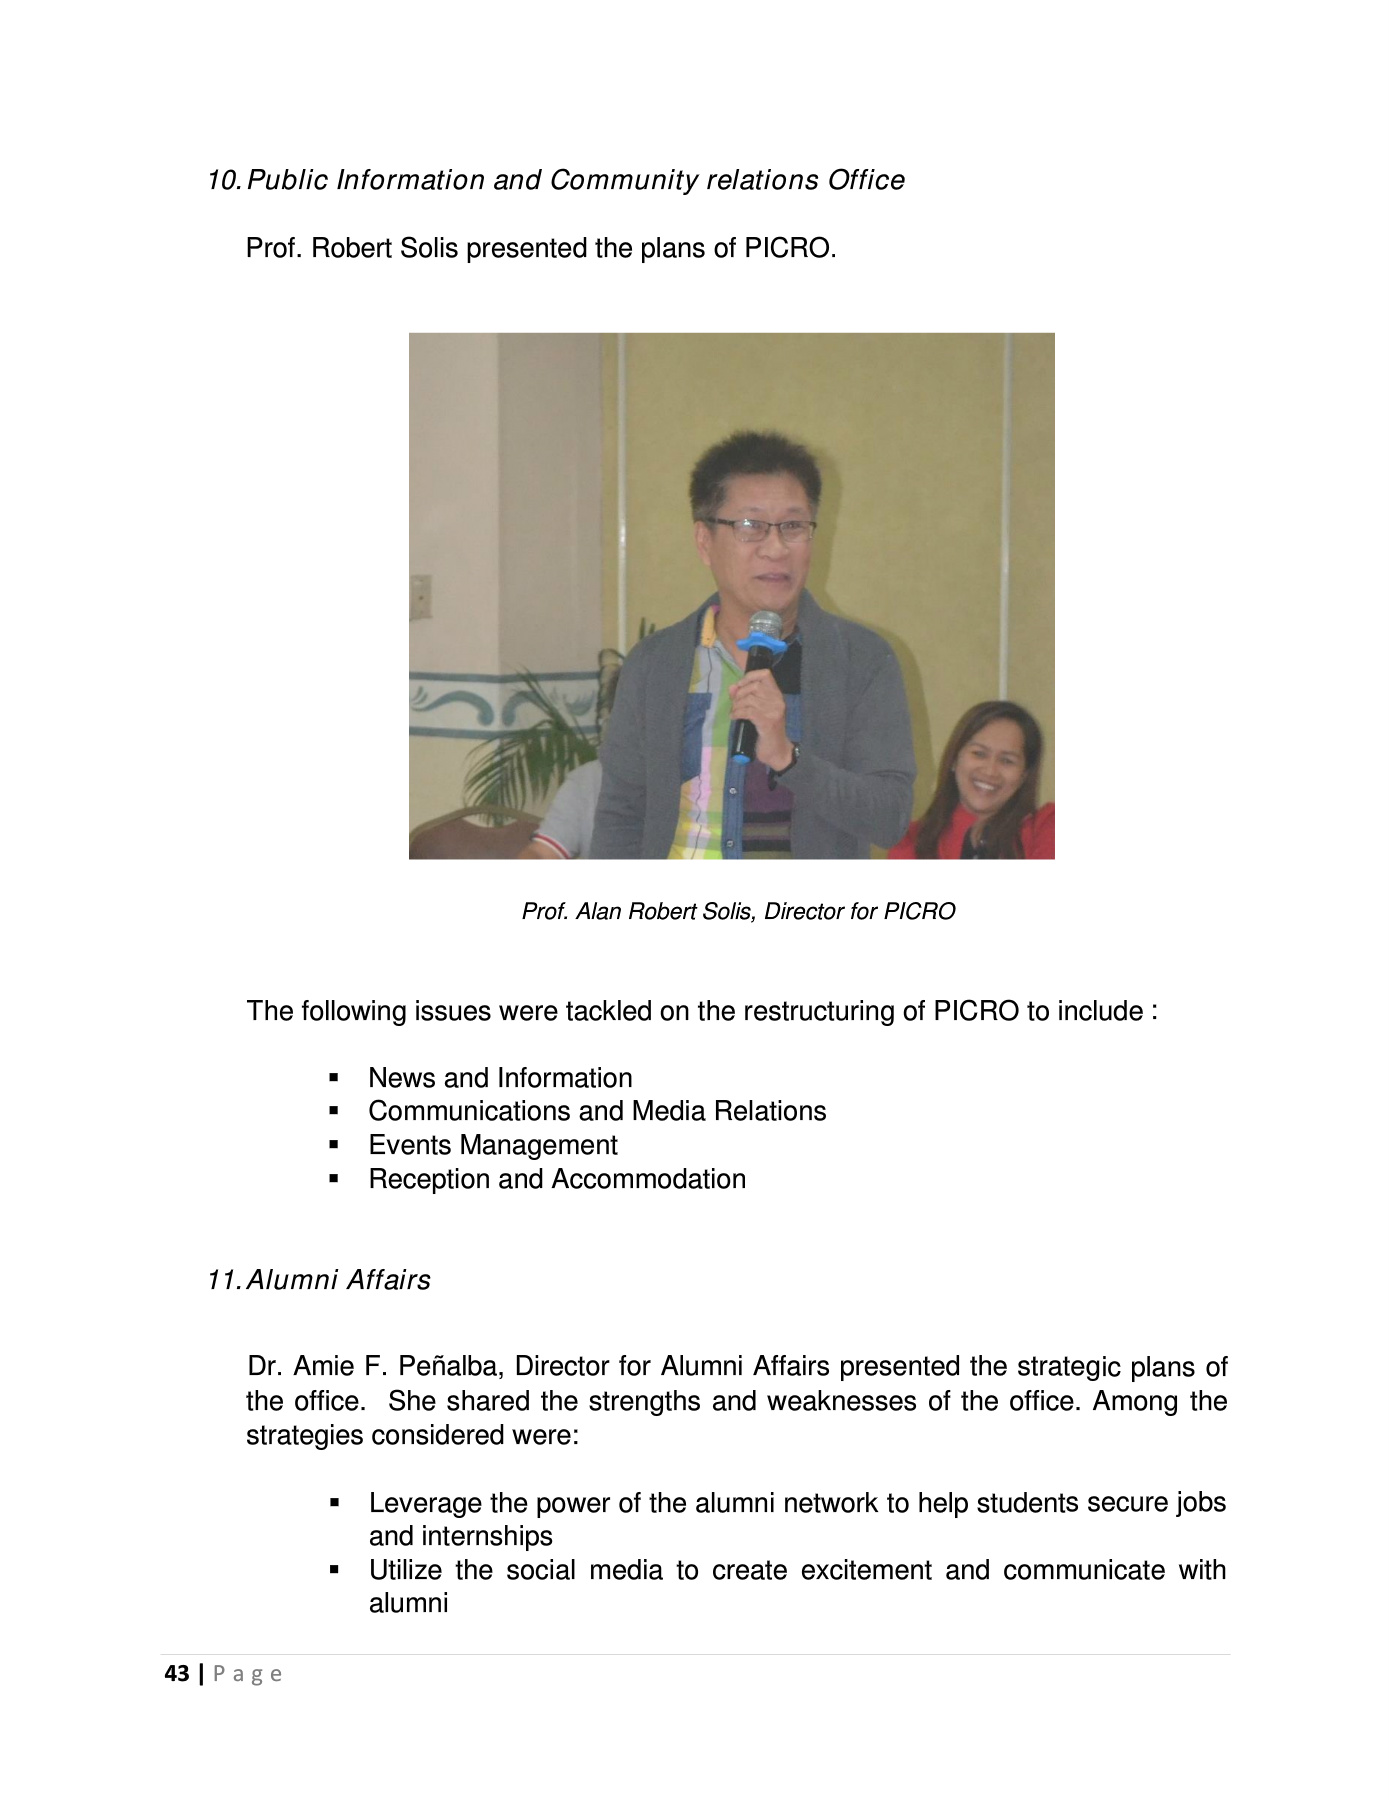 10. Public Information and Community relations Office
Prof. Robert Solis presented the plans of PICRO.
Prof. Alan Robert Solis, Director for PICRO
The following issues were tackled on the restructuring of PICRO to include :
▪ News and Information
▪ Communications and Media Relations
▪ Events Management
▪ Reception and Accommodation
11. Alumni Affairs
Dr. Amie F. Peñalba, Director for Alumni Affairs presented the strategic plans of
the office. She shared the strengths and weaknesses of the office. Among the
strategies considered were:
▪ Leverage the power of the alumni network to help students secure jobs
and internships
▪ Utilize the social media to create excitement and communicate with
alumni
43 | Page